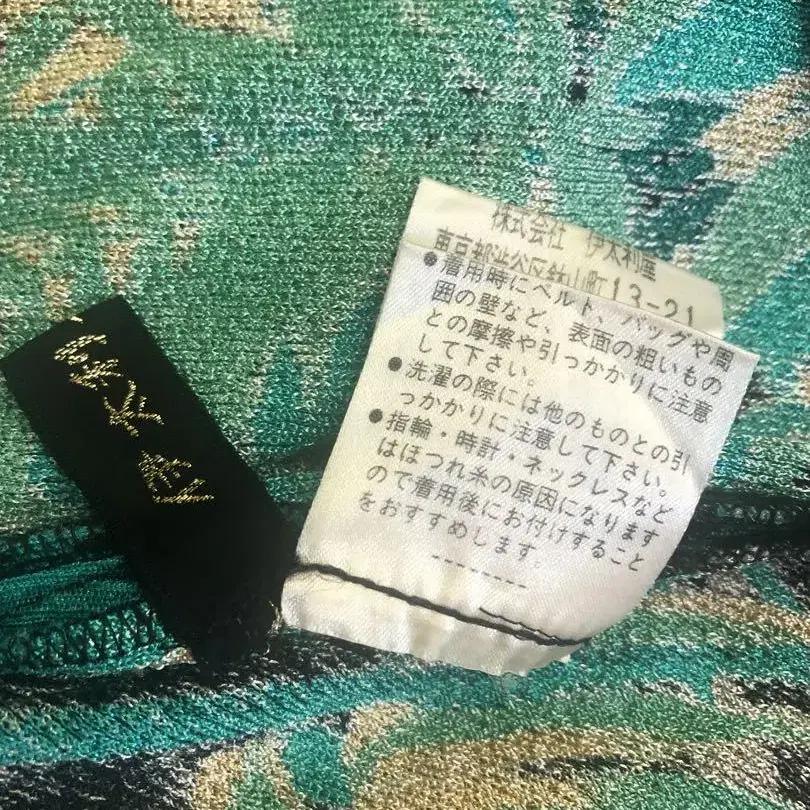 株式会社 伊太利屋
東京都渋谷区鉢山町13-21
●着用時にベルト、バッグや周
囲の壁など、表面の粗いもの
との摩擦や引っかかりに注意
して下さい。
●洗濯の際には他のものとの引
っかかりに注意して下さい。
●指輪・時計・ネックレスなど
はほつれ糸の原因になります
ので着用後にお付けすること
をおすすめします。
---------